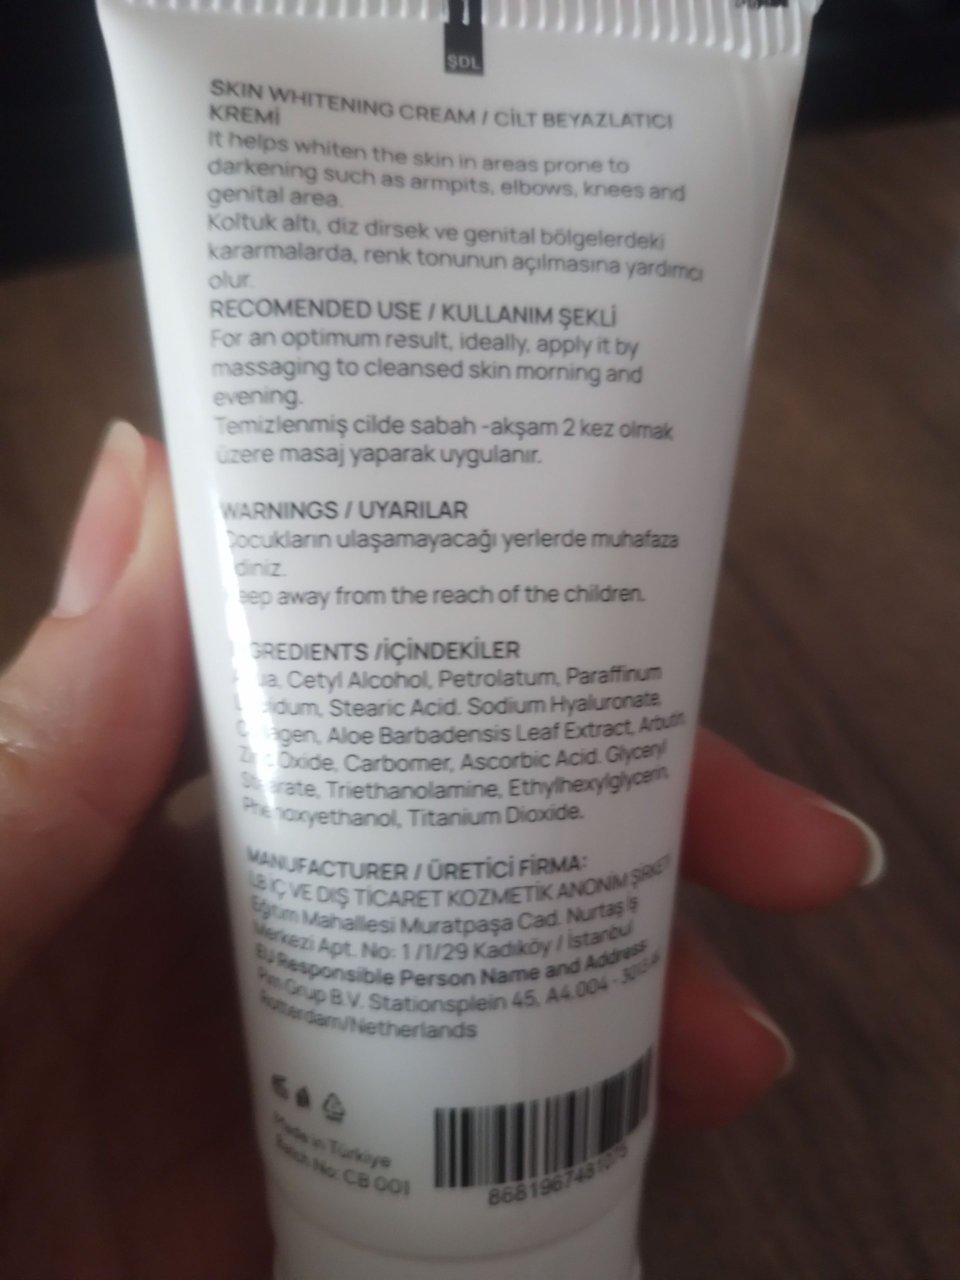 ŞDL
SKIN WHITENING CREAM / CİLT BEYAZLATICI
KREMİ
It helps whiten the skin in areas prone to
darkening such as armpits, elbows, knees and
genital area.
Koltuk altı, diz dirsek ve genital bölgelerdeki
kararmalarda, renk tonunun açılmasına yardımcı
olur.
RECOMENDED USE / KULLANIM ŞEKLİ
For an optimum result, ideally, apply it by
massaging to cleansed skin morning and
evening.
Temizlenmiş cilde sabah -akşam 2 kez olmak
üzere masaj yaparak uygulanır.
WARNINGS / UYARILAR
Çocukların ulaşamayacağı yerlerde muhafaza
ediniz.
Keep away from the reach of the children.
INGREDIENTS /İÇİNDEKİLER
Aqua, Cetyl Alcohol, Petrolatum, Paraffinum
Liquidum, Stearic Acid. Sodium Hyaluronate,
Collagen, Aloe Barbadensis Leaf Extract, Arbutin,
Zinc Oxide, Carbomer, Ascorbic Acid. Glyceryl
Stearate, Triethanolamine, Ethylhexylglycerin,
Phenoxyethanol, Titanium Dioxide.
MANUFACTURER / ÜRETİCİ FİRMA:
LB İÇ VE DIŞ TİCARET KOZMETİK ANONİM ŞİRKETİ
Eğitim Mahallesi Muratpaşa Cad. Nurtaş İş
Merkezi Apt. No: 1 /1/29 Kadıköy / İstanbul
EU Responsible Person Name and Address
Pim Grup B.V. Stationsplein 45, A4.004 -
Rotterdam/Netherlands
Made in Türkiye
Batch No: CB 001
8681967481075